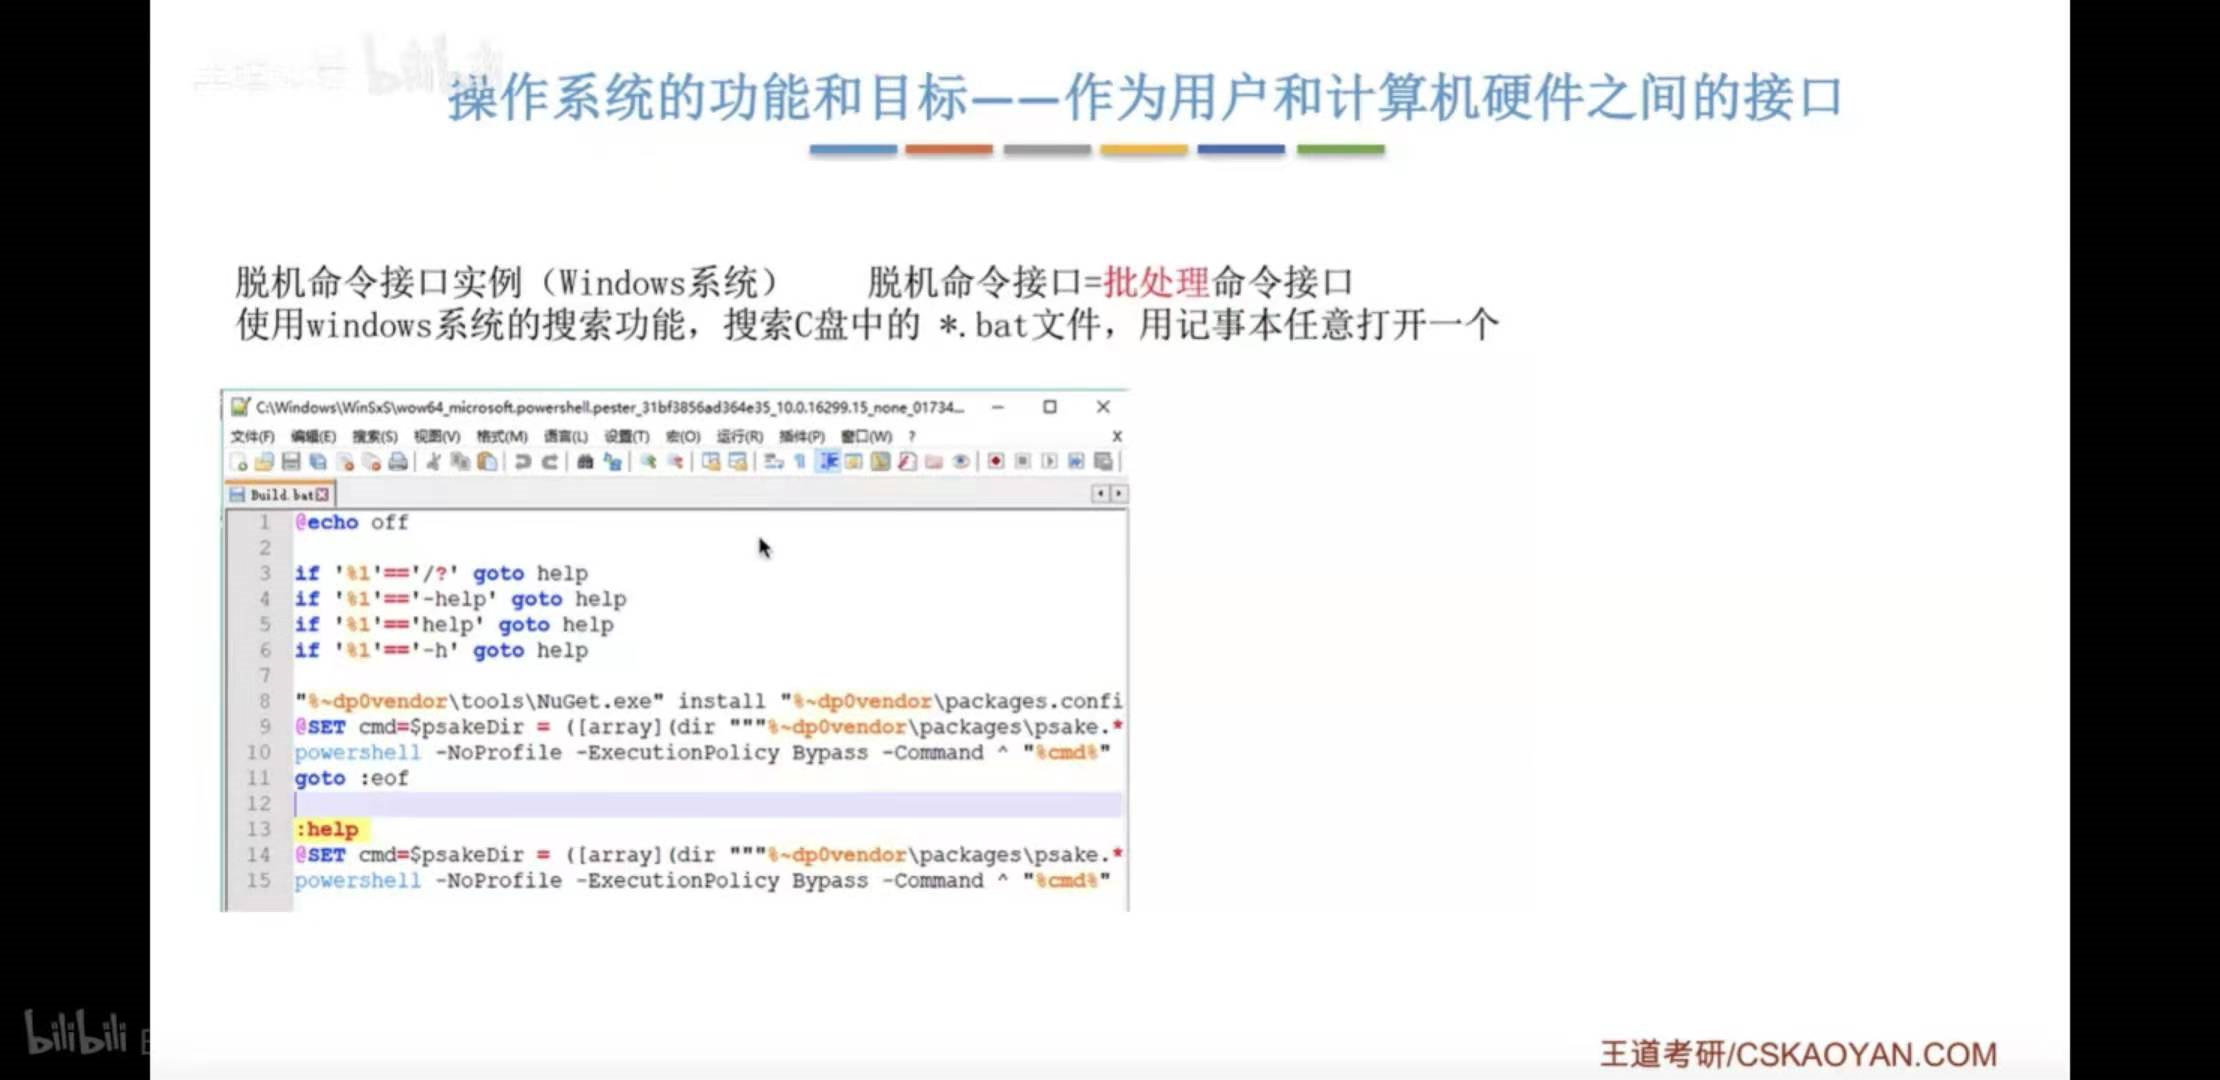 bilibili
操作系统的功能和目标——作为用户和计算机硬件之间的接口
脱机命令接口实例（Windows系统） 脱机命令接口=批处理命令接口
使用windows系统的搜索功能，搜索C盘中的 *.bat文件，用记事本任意打开一个
C:\Windows\WinSxS\wow64_microsoft.powershell.pester_31bf3856ad364e35_10.0.16299.15_none_01734...
文件(F) 编辑(E) 搜索(S) 视图(V) 格式(M) 语言(L) 设置(T) 宏(O) 运行(R) 插件(P) 窗口(W) ? X
Build.bat
1 @echo off
2
3 if '%1'=='/?' goto help
4 if '%1'=='-help' goto help
5 if '%1'=='help' goto help
6 if '%1'=='-h' goto help
7
8 "%~dp0vendor\tools\NuGet.exe" install "%~dp0vendor\packages.confi
9 @SET cmd=$psakeDir = ([array](dir """%~dp0vendor\packages\psake.*
10 powershell -NoProfile -ExecutionPolicy Bypass -Command ^ "%cmd%"
11 goto :eof
12
13 :help
14 @SET cmd=$psakeDir = ([array](dir """%~dp0vendor\packages\psake.*
15 powershell -NoProfile -ExecutionPolicy Bypass -Command ^ "%cmd%"
bilibili
王道考研/CSKAOYAN.COM